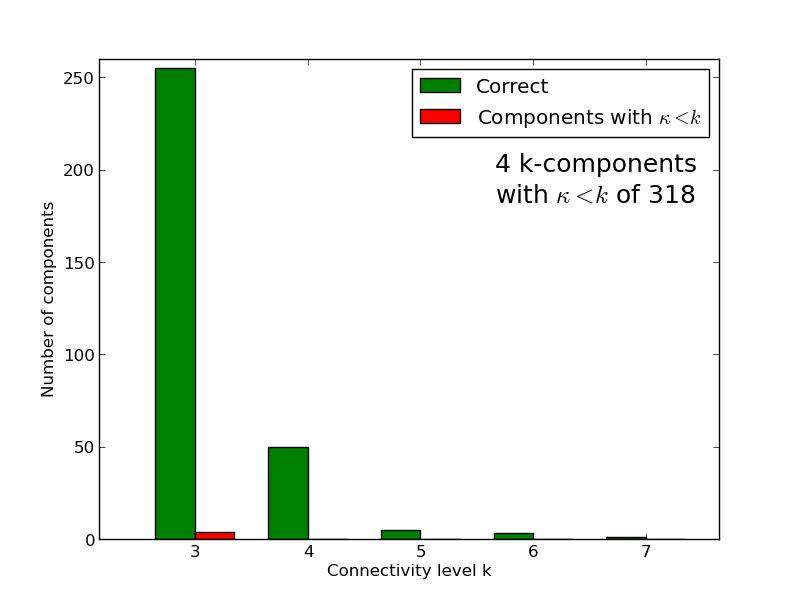 250
200
150
100
50
0
Number of components
Correct
Components with κ<k
4 k-components
with κ<k of 318
3 4 5 6 7
Connectivity level k